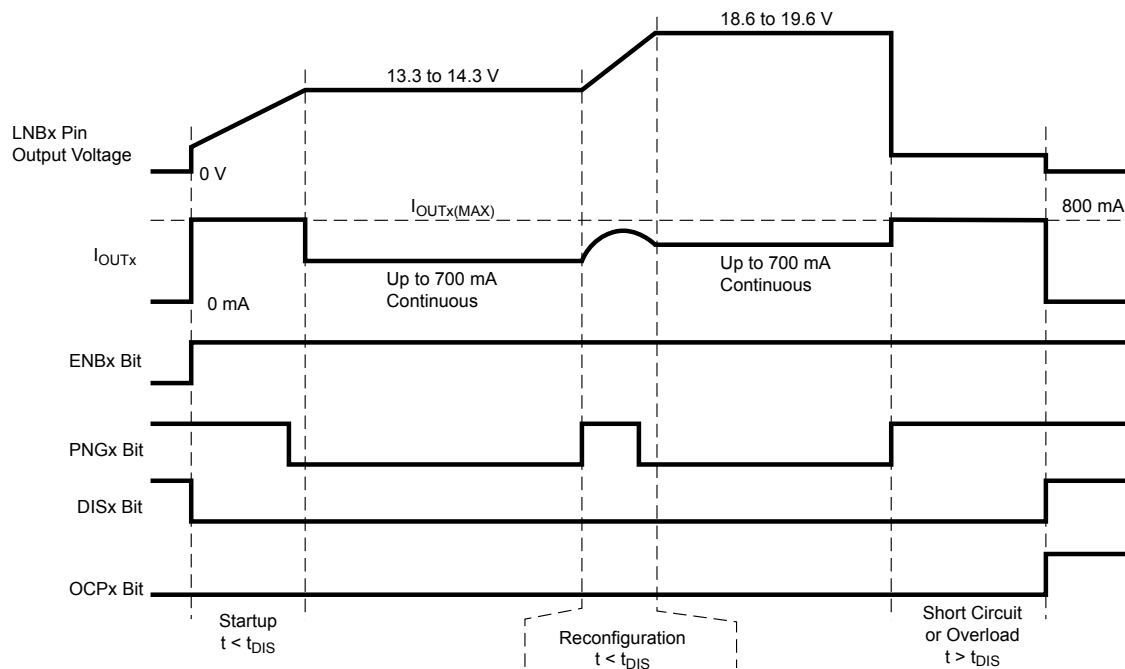 18.6 to 19.6 V
13.3 to 14.3 V
LNBx Pin
Output Voltage
0 V
IOUTx(MAX)
800 mA
IOUTx
Up to 700 mA
Continuous
Up to 700 mA
Continuous
0 mA
ENBx Bit
PNGx Bit
DISx Bit
OCPx Bit
Startup
t < tDIS
Reconfiguration
t < tDIS
Short Circuit
or Overload
t > tDIS